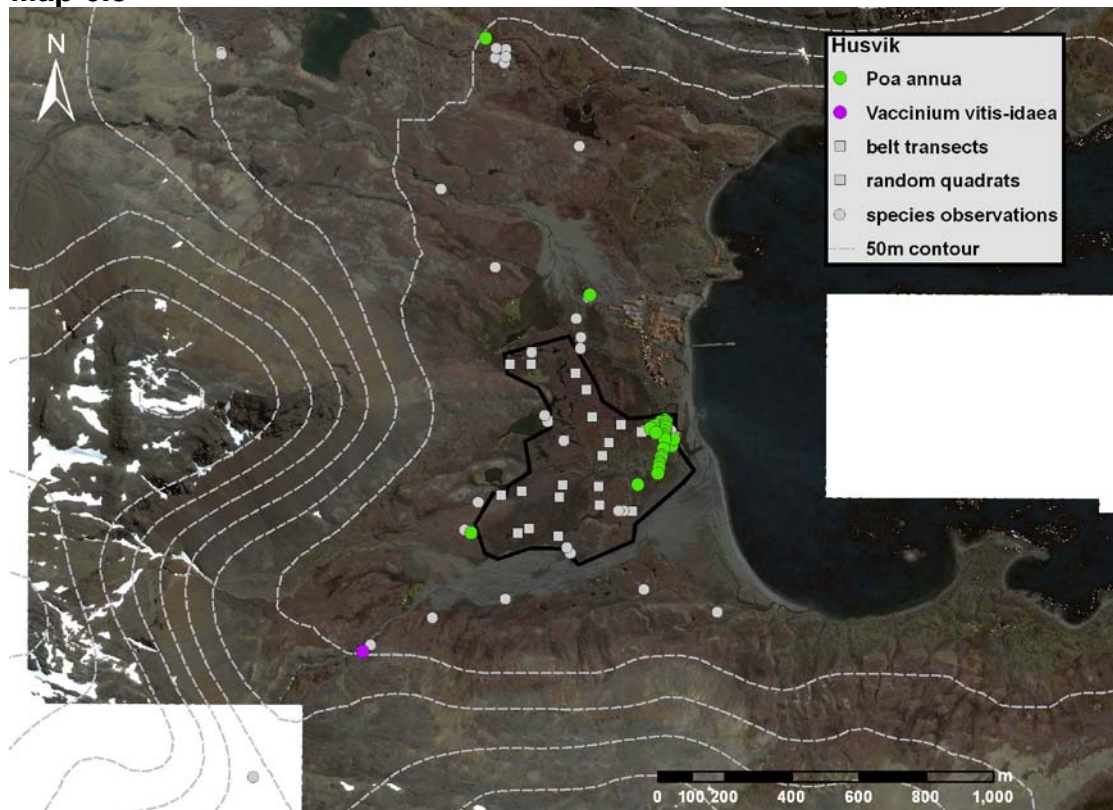 N
Husvik
Poa annua
Vaccinium vitis-idaea
belt transects
random quadrats
species observations
50m contour
m
0 100 200 400 600 800 1,000